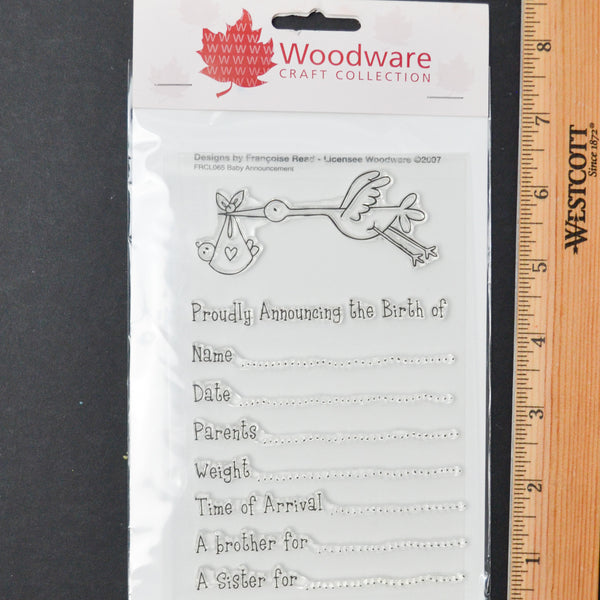 Woodware
CRAFT COLLECTION
Designs by Françoise Read - Licensee Woodware ©2007
FRCL065 Baby Announcement
Proudly Announcing the Birth of
Name
Date
Parents
Weight
Time of Arrival
A brother for
A Sister for
8
7
6
5
4
3
2
1
WESTCOTT
Since 1872®